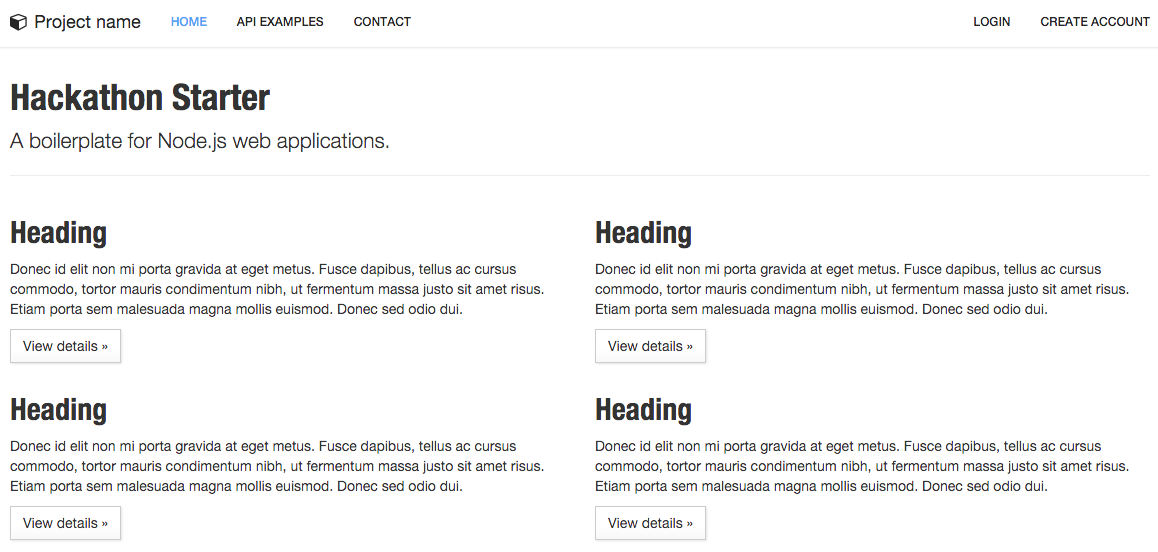 Project name HOME API EXAMPLES CONTACT LOGIN CREATE ACCOUNT
Hackathon Starter
A boilerplate for Node.js web applications.
Heading
Donec id elit non mi porta gravida at eget metus. Fusce dapibus, tellus ac cursus
commodo, tortor mauris condimentum nibh, ut fermentum massa justo sit amet risus.
Etiam porta sem malesuada magna mollis euismod. Donec sed odio dui.
View details »
Heading
Donec id elit non mi porta gravida at eget metus. Fusce dapibus, tellus ac cursus
commodo, tortor mauris condimentum nibh, ut fermentum massa justo sit amet risus.
Etiam porta sem malesuada magna mollis euismod. Donec sed odio dui.
View details »
Heading
Donec id elit non mi porta gravida at eget metus. Fusce dapibus, tellus ac cursus
commodo, tortor mauris condimentum nibh, ut fermentum massa justo sit amet risus.
Etiam porta sem malesuada magna mollis euismod. Donec sed odio dui.
View details »
Heading
Donec id elit non mi porta gravida at eget metus. Fusce dapibus, tellus ac cursus
commodo, tortor mauris condimentum nibh, ut fermentum massa justo sit amet risus.
Etiam porta sem malesuada magna mollis euismod. Donec sed odio dui.
View details »